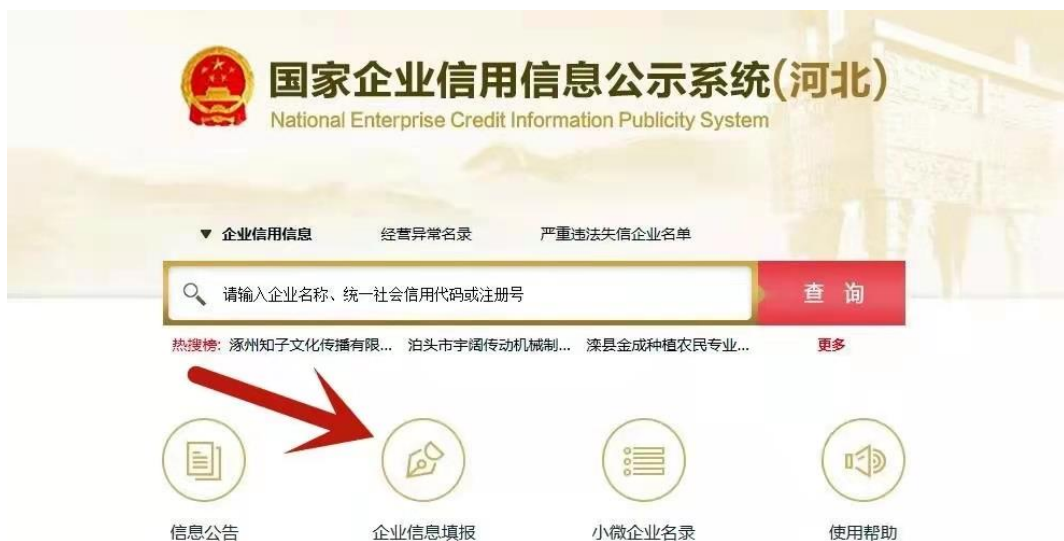 国家企业信用信息公示系统(河北)
National Enterprise Credit Information Publicity System
▼ 企业信用信息 经营异常名录 严重违法失信企业名单
请输入企业名称、统一社会信用代码或注册号 查 询
热搜榜: 涿州知子文化传播有限... 泊头市宇阔传动机械制... 滦县金成种植农民专业... 更多
信息公告 企业信息填报 小微企业名录 使用帮助